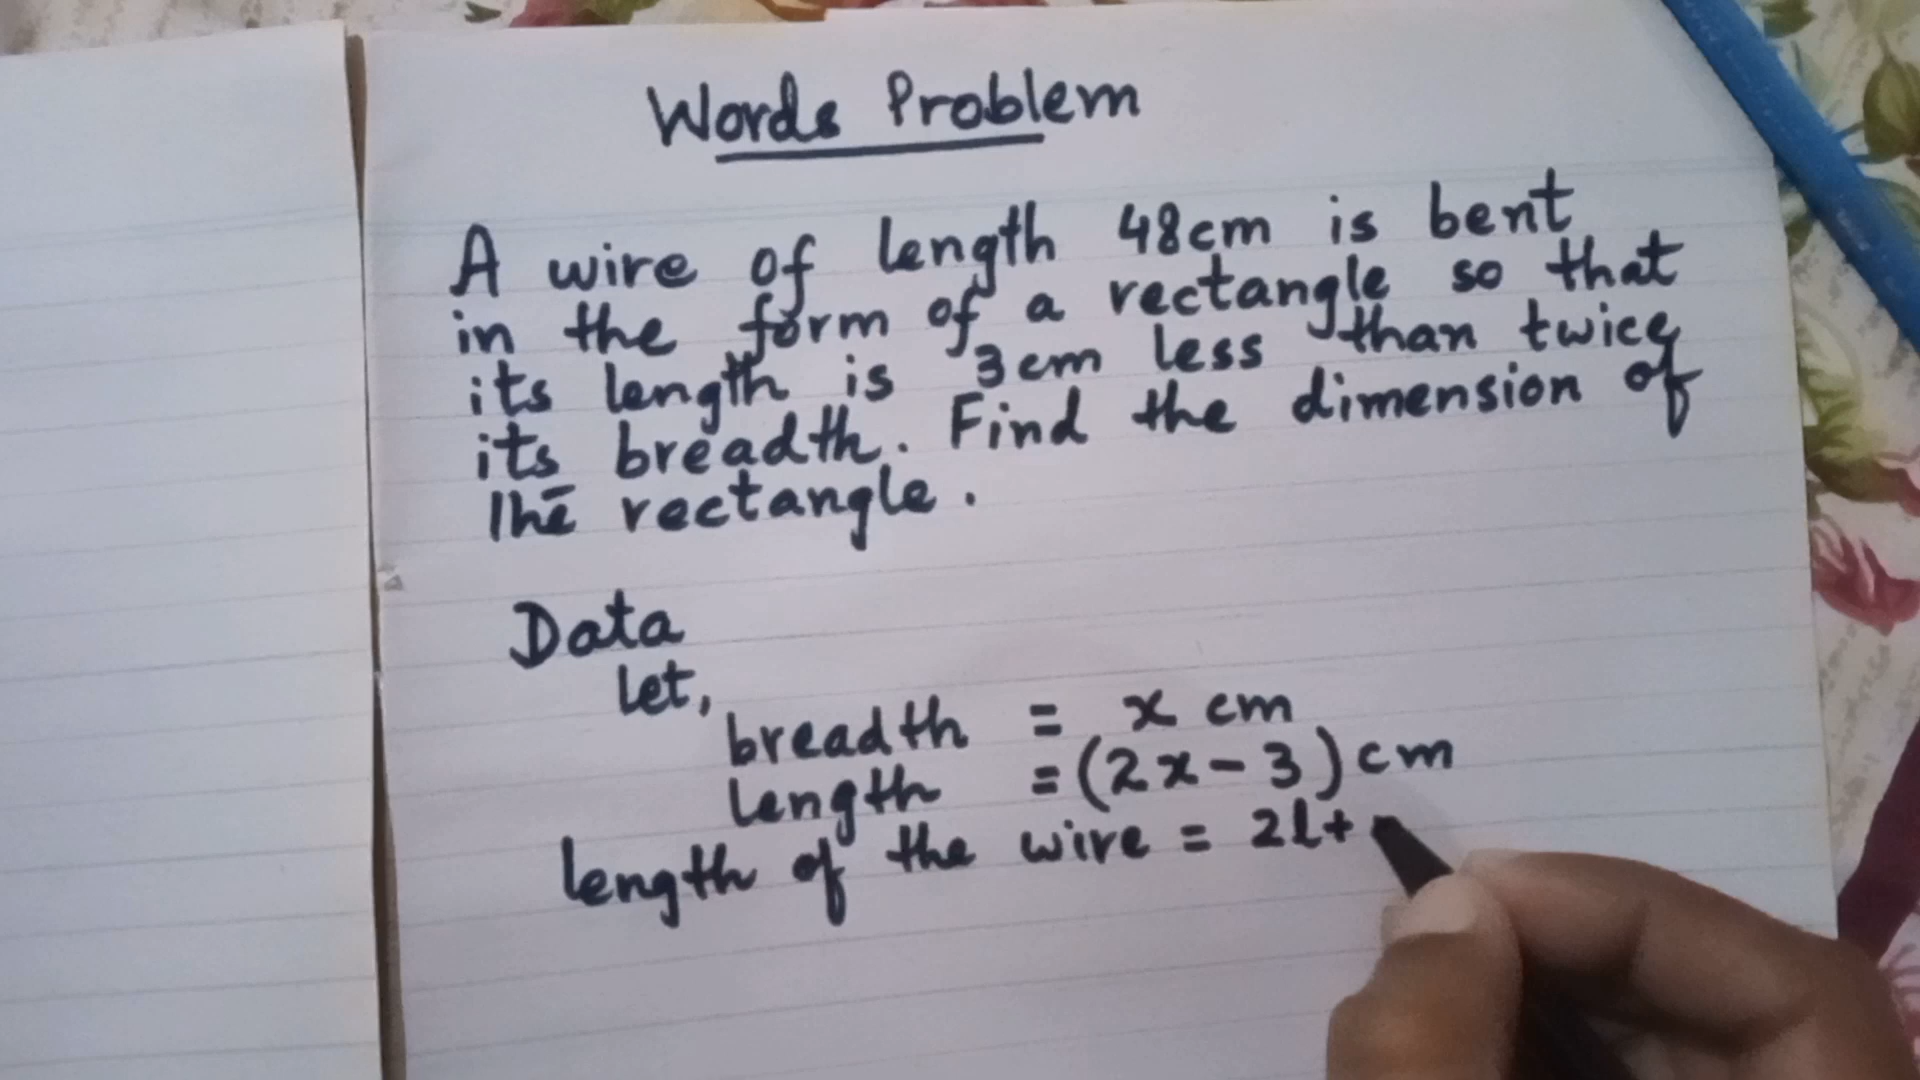 Words Problem
A wire of length 48cm is bent
in the form of a rectangle so that
its length is 3cm less than twice
its breadth. Find the dimension of
the rectangle.
Data
let,
breadth = x cm
length = (2x - 3) cm
length of the wire = 2l+